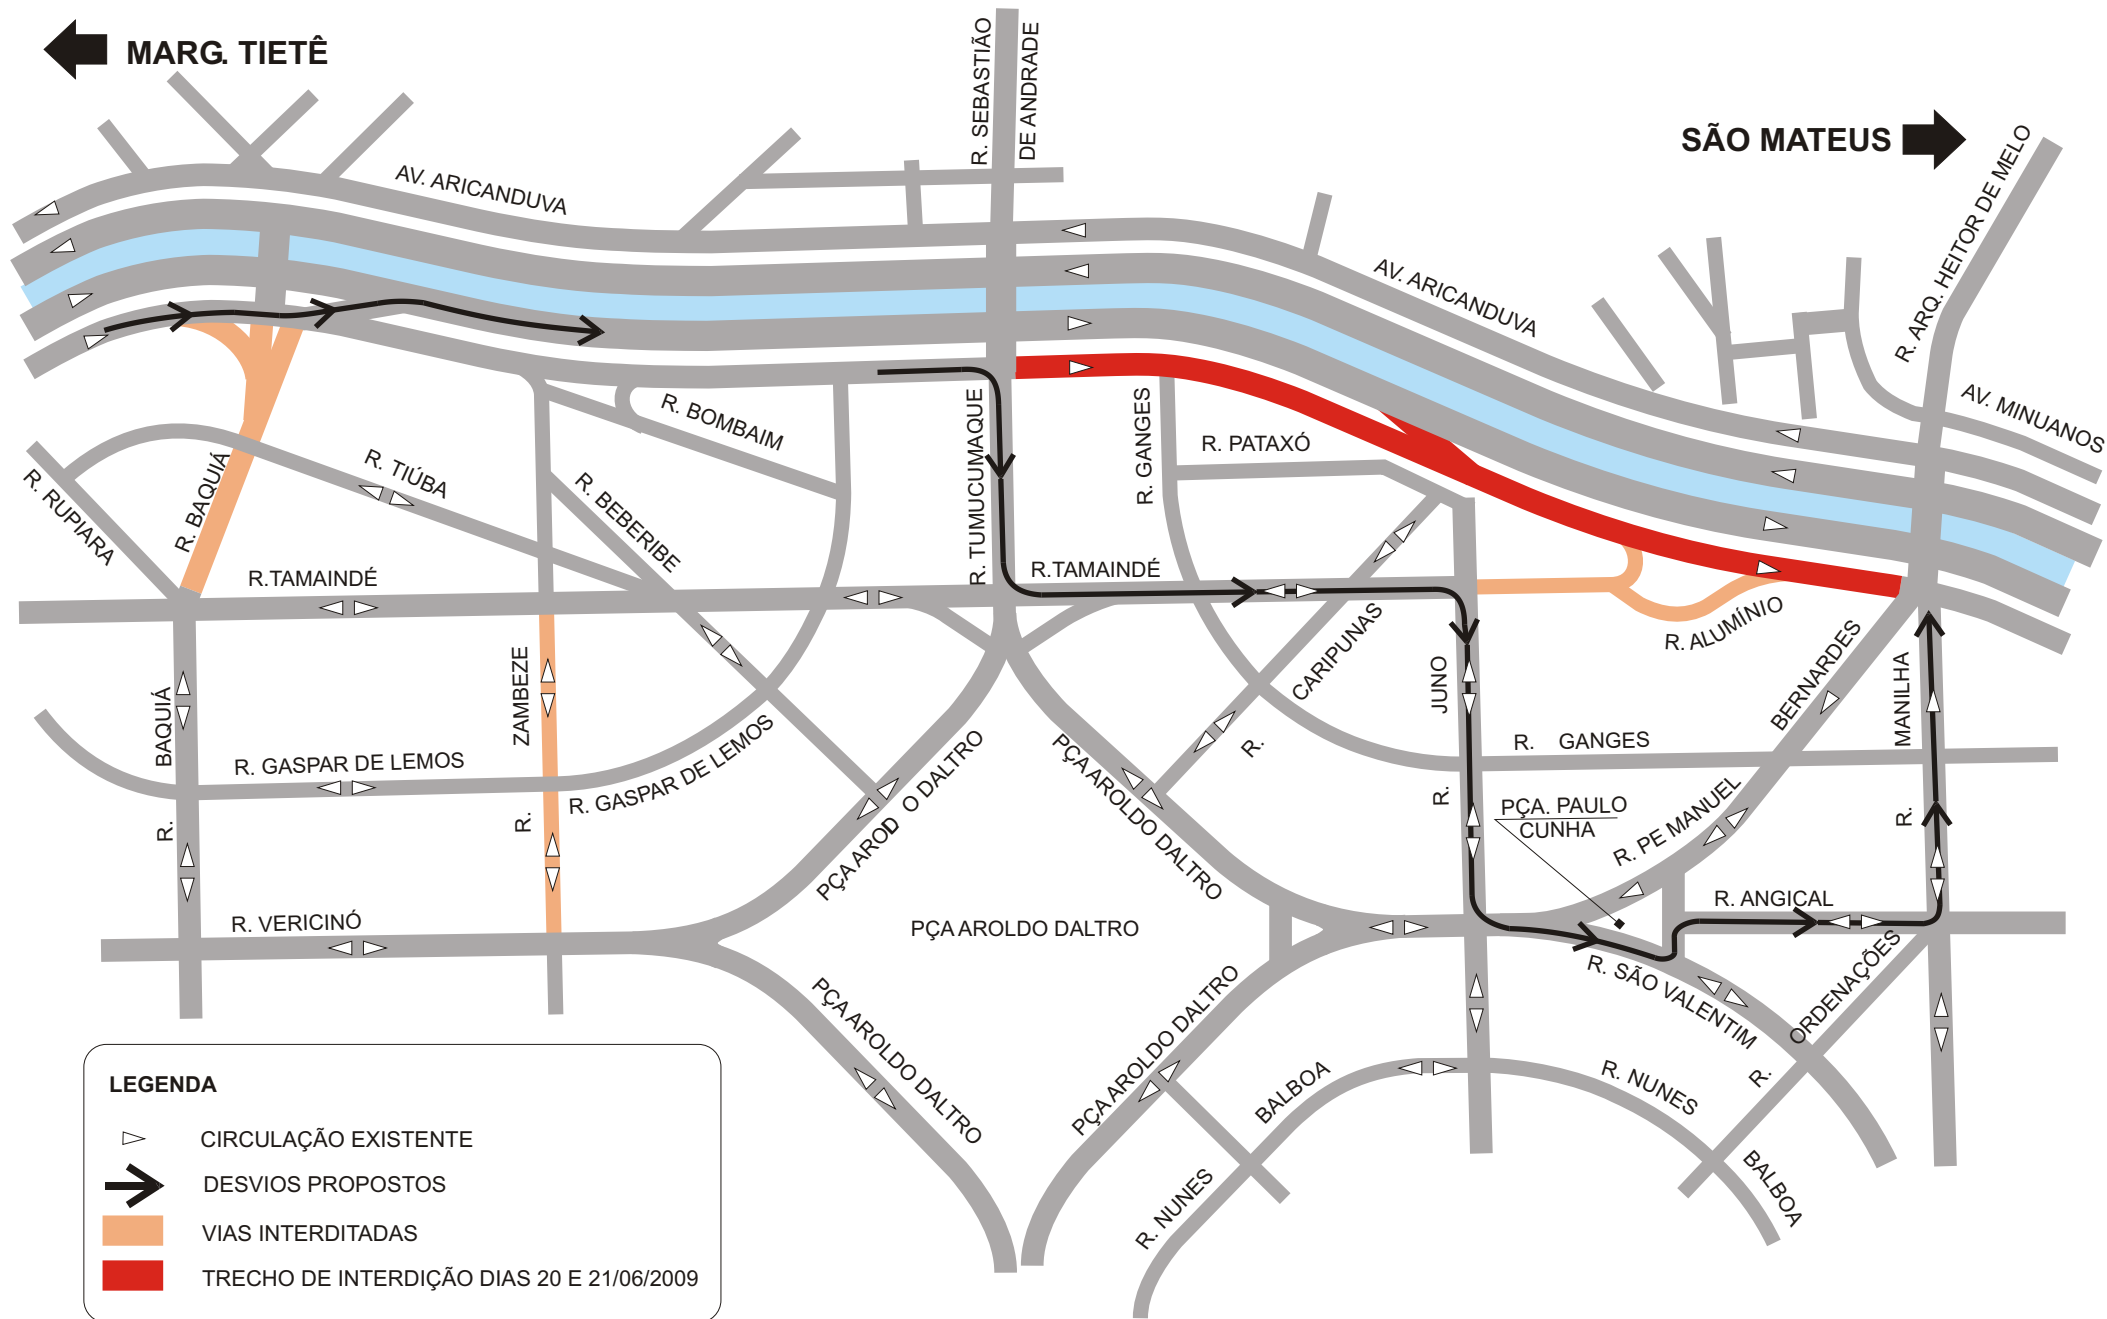 MARG. TIETÊ
R. SEBASTIÃO
DE ANDRADE
SÃO MATEUS
R. ARQ. HEITOR DE MELO
AV. ARICANDUVA
AV. ARICANDUVA
AV. MINUANOS
R. BOMBAIM
R. TUMUCUMAQUE
R. GANGES
R. PATAXÓ
R. RUPIARA
R. BAQUIÁ
R. TIÚBA
R. BEBERIBE
R.TAMAINDÉ
R.TAMAINDÉ
R. ALUMÍNIO
R. BAQUIÁ
R. ZAMBEZE
R. CARIPUNAS
R. JUNO
R. PE MANUEL BERNARDES
R. MANILHA
R. GASPAR DE LEMOS
R. GASPAR DE LEMOS
PÇA AROD O DALTRO
PÇA AROLDO DALTRO
R. GANGES
PÇA. PAULO
CUNHA
R. ANGICAL
R. VERICINÓ
PÇA AROLDO DALTRO
R. SÃO VALENTIM
R. ORDENAÇÕES
PÇA AROLDO DALTRO
PÇA AROLDO DALTRO
R. NUNES BALBOA
R. NUNES BALBOA
LEGENDA
CIRCULAÇÃO EXISTENTE
DESVIOS PROPOSTOS
VIAS INTERDITADAS
TRECHO DE INTERDIÇÃO DIAS 20 E 21/06/2009